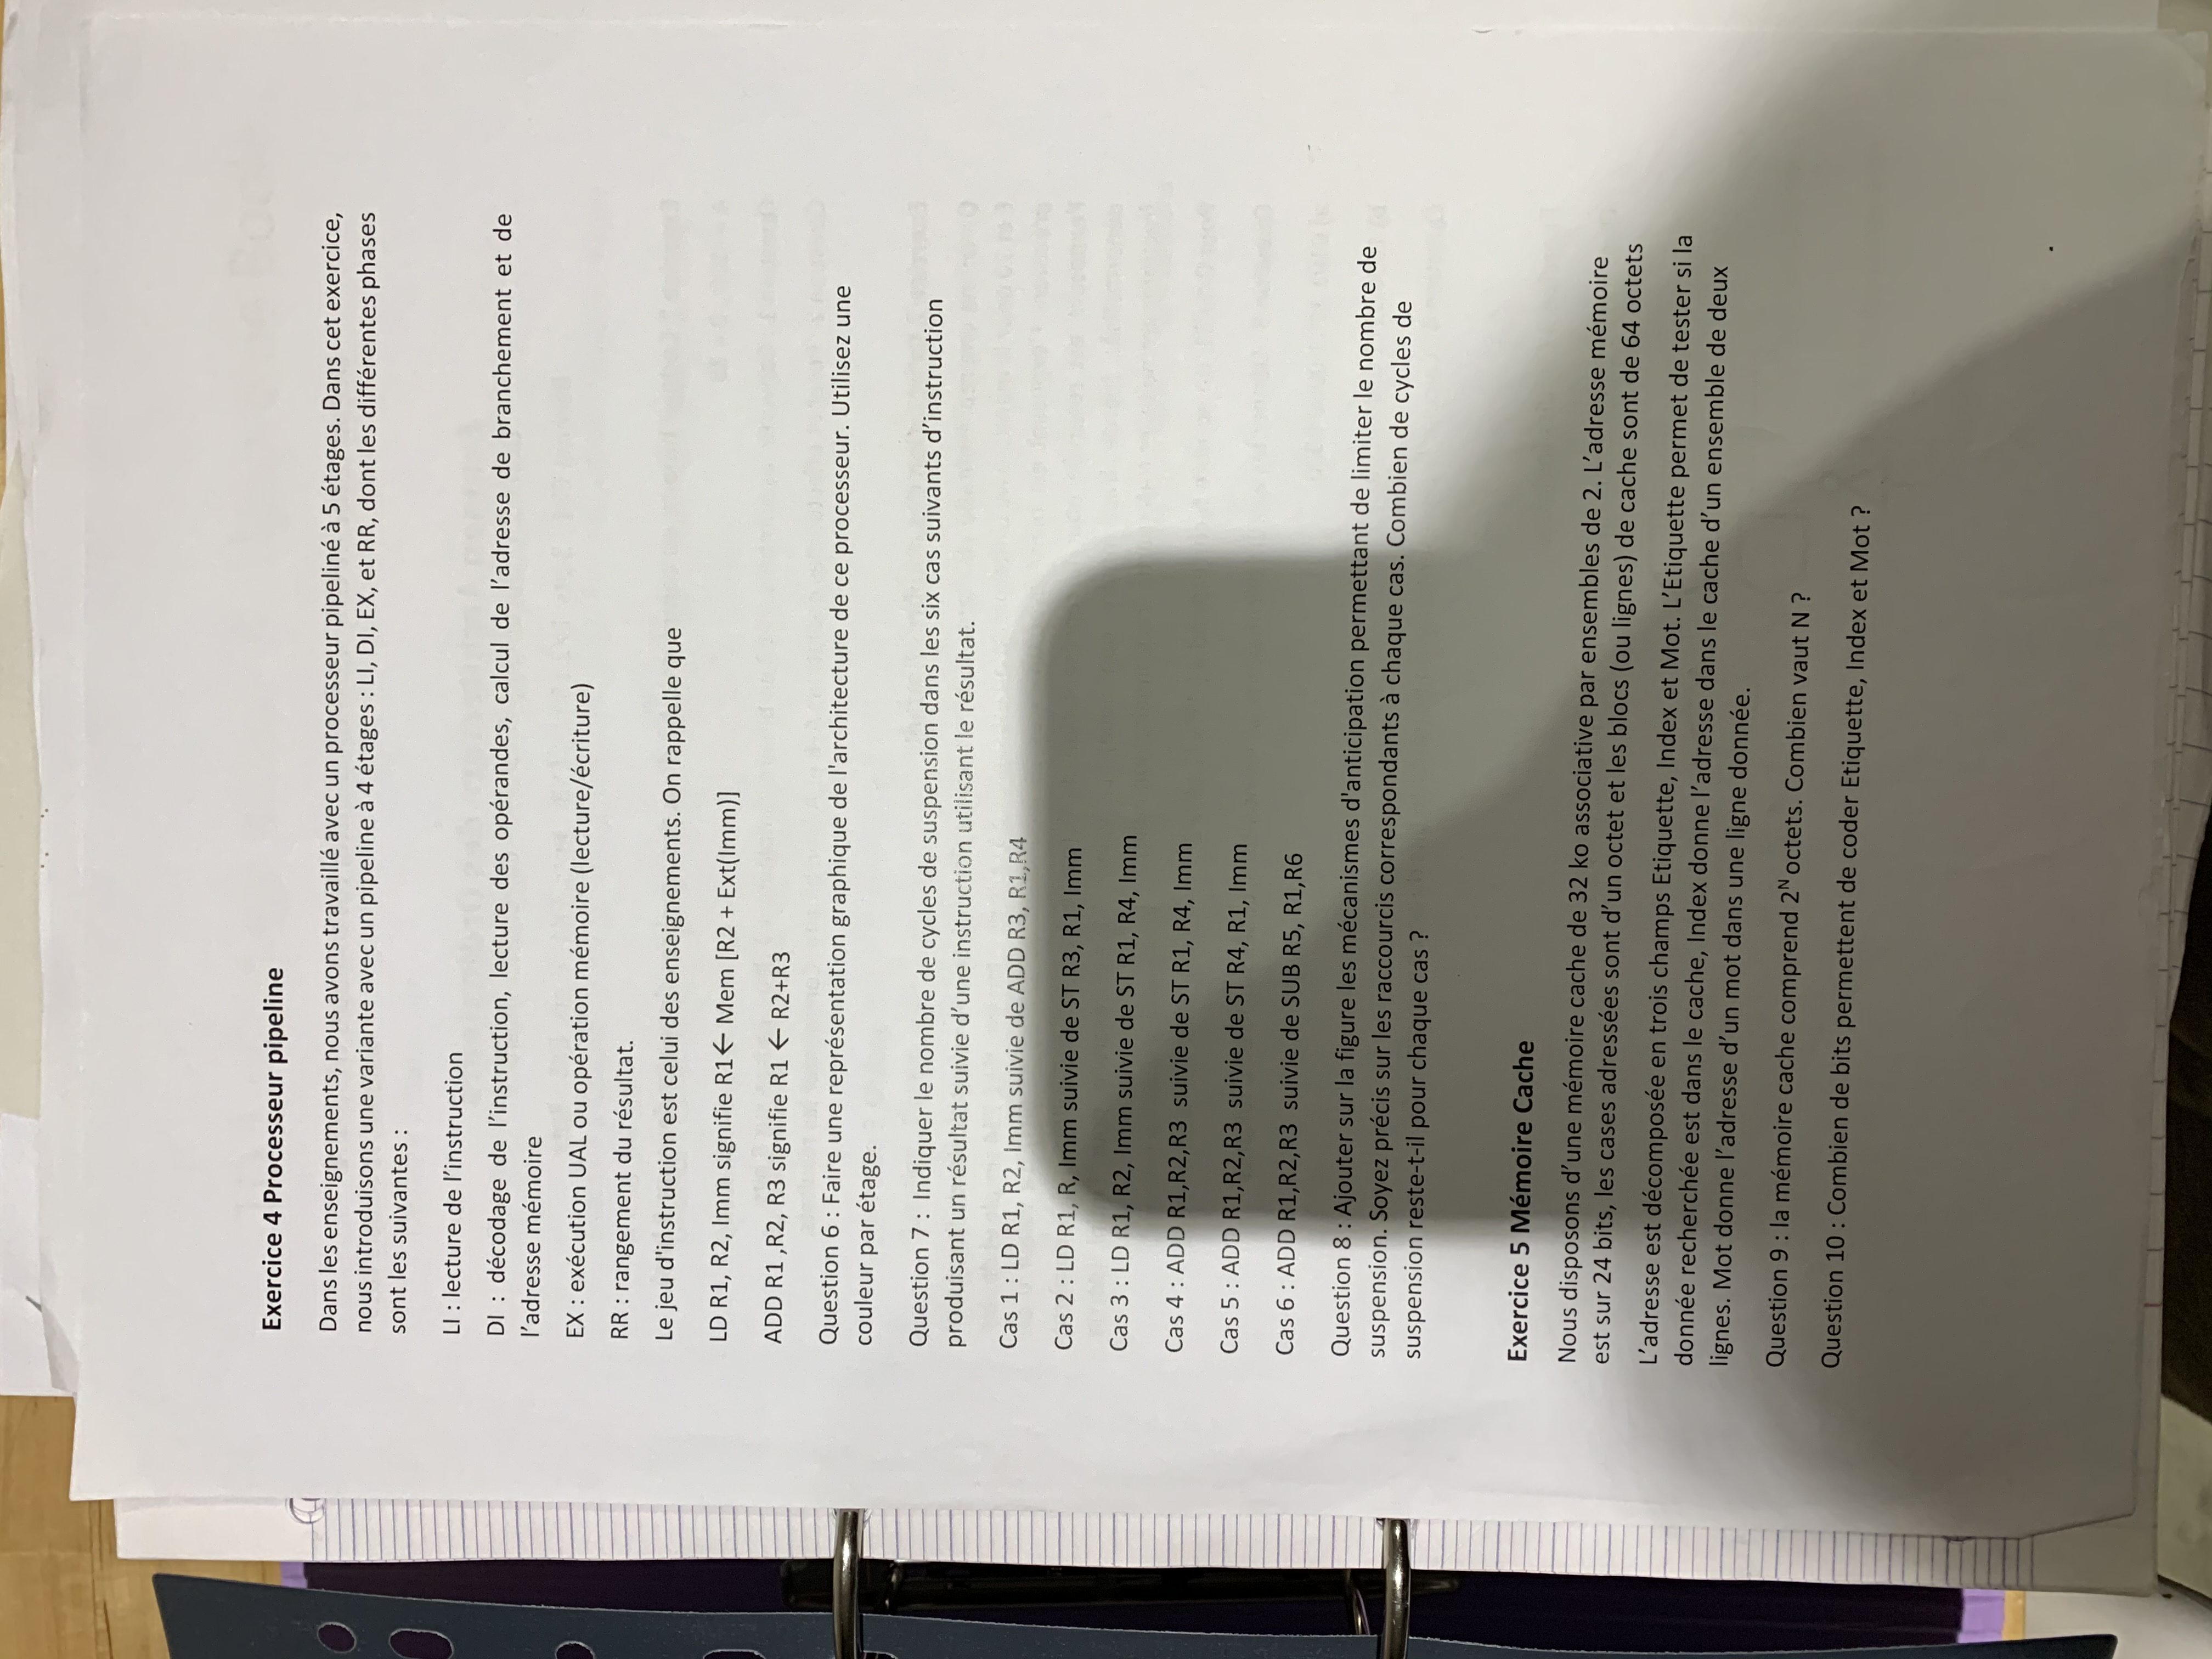 Exercice 4 Processeur pipeline
Dans les enseignements, nous avons travaillé avec un processeur pipeliné à 5 étages. Dans cet exercice,
nous introduisons une variante avec un pipeline à 4 étages : LI, DI, EX, et RR, dont les différentes phases
sont les suivantes :
LI : lecture de l'instruction
DI : décodage de l'instruction, lecture des opérandes, calcul de l'adresse de branchement et de
l'adresse mémoire
EX : exécution UAL ou opération mémoire (lecture/écriture)
RR : rangement du résultat.
Le jeu d'instruction est celui des enseignements. On rappelle que
LD R1, R2, Imm signifie R1← Mem [R2 + Ext(Imm)]
ADD R1 ,R2, R3 signifie R1 ← R2+R3
Question 6 : Faire une représentation graphique de l'architecture de ce processeur. Utilisez une
couleur par étage.
Question 7 : Indiquer le nombre de cycles de suspension dans les six cas suivants d'instruction
produisant un résultat suivie d'une instruction utilisant le résultat.
Cas 1 : LD R1, R2, Imm suivie de ADD R3, R1,R4
Cas 2 : LD R1, R, Imm suivie de ST R3, R1, Imm
Cas 3 : LD R1, R2, Imm suivie de ST R1, R4, Imm
Cas 4 : ADD R1,R2,R3 suivie de ST R1, R4, Imm
Cas 5 : ADD R1,R2,R3 suivie de ST R4, R1, Imm
Cas 6 : ADD R1,R2,R3 suivie de SUB R5, R1,R6
Question 8 : Ajouter sur la figure les mécanismes d'anticipation permettant de limiter le nombre de
suspension. Soyez précis sur les raccourcis correspondants à chaque cas. Combien de cycles de
suspension reste-t-il pour chaque cas ?
Exercice 5 Mémoire Cache
Nous disposons d'une mémoire cache de 32 ko associative par ensembles de 2. L'adresse mémoire
est sur 24 bits, les cases adressées sont d'un octet et les blocs (ou lignes) de cache sont de 64 octets
L'adresse est décomposée en trois champs Etiquette, Index et Mot. L'Etiquette permet de tester si la
donnée recherchée est dans le cache, Index donne l'adresse dans le cache d'un ensemble de deux
lignes. Mot donne l'adresse d'un mot dans une ligne donnée.
Question 9 : la mémoire cache comprend 2^N octets. Combien vaut N ?
Question 10 : Combien de bits permettent de coder Etiquette, Index et Mot ?